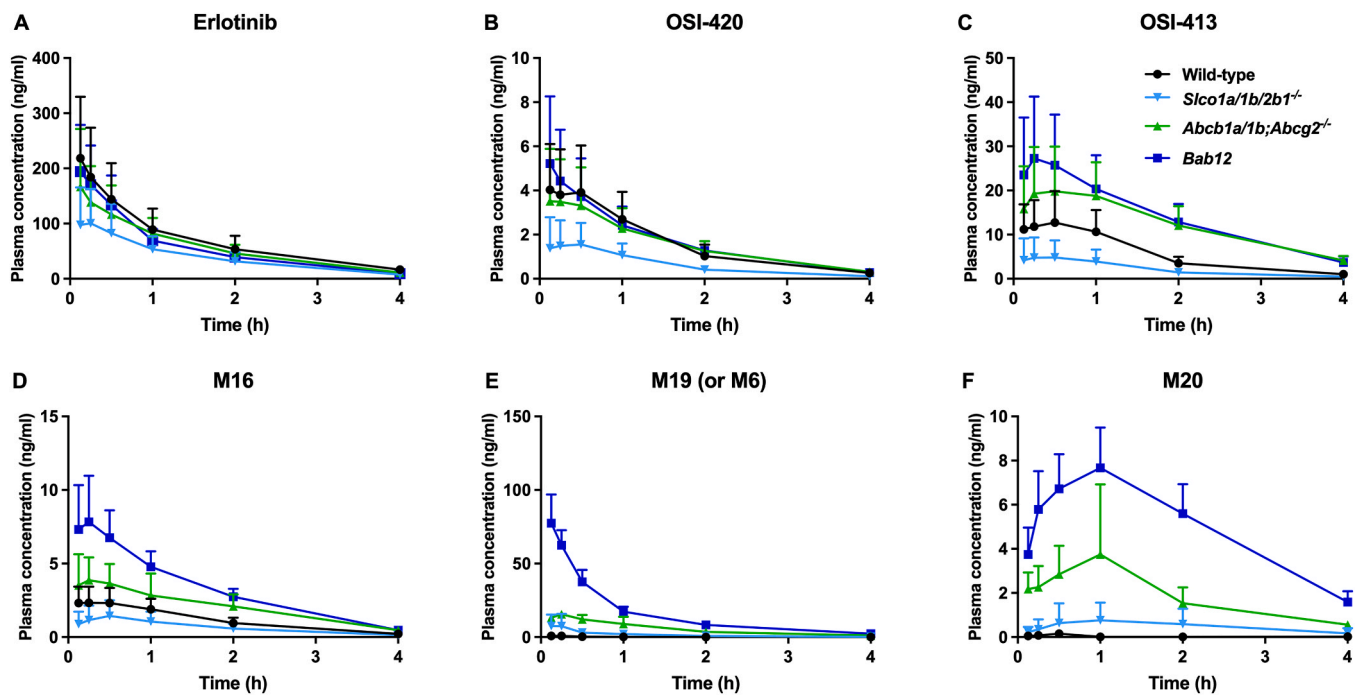 A
Erlotinib
Plasma concentration (ng/ml)
400
300
200
100
0
0 1 2 3 4
Time (h)
B
OSI-420
Plasma concentration (ng/ml)
10
8
6
4
2
0
0 1 2 3 4
Time (h)
C
OSI-413
Plasma concentration (ng/ml)
50
40
30
20
10
0
0 1 2 3 4
Time (h)
Wild-type
Slco1a/1b/2b1-/-
Abcb1a/1b;Abcg2-/-
Bab12
D
M16
Plasma concentration (ng/ml)
15
10
5
0
0 1 2 3 4
Time (h)
E
M19 (or M6)
Plasma concentration (ng/ml)
150
100
50
0
0 1 2 3 4
Time (h)
F
M20
Plasma concentration (ng/ml)
10
8
6
4
2
0
0 1 2 3 4
Time (h)